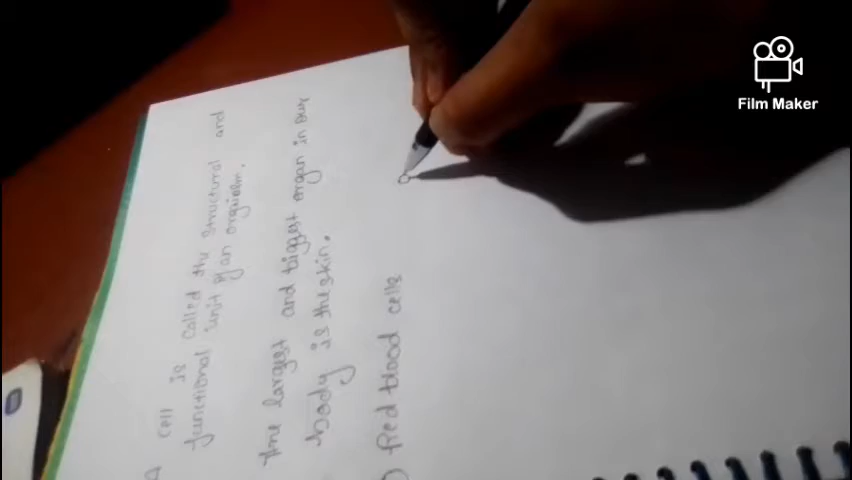 cell is called the structural and
functional unit of an orgnism.
the largest and biggest organ in our
body is the skin.
) Red blood cells
Film Maker